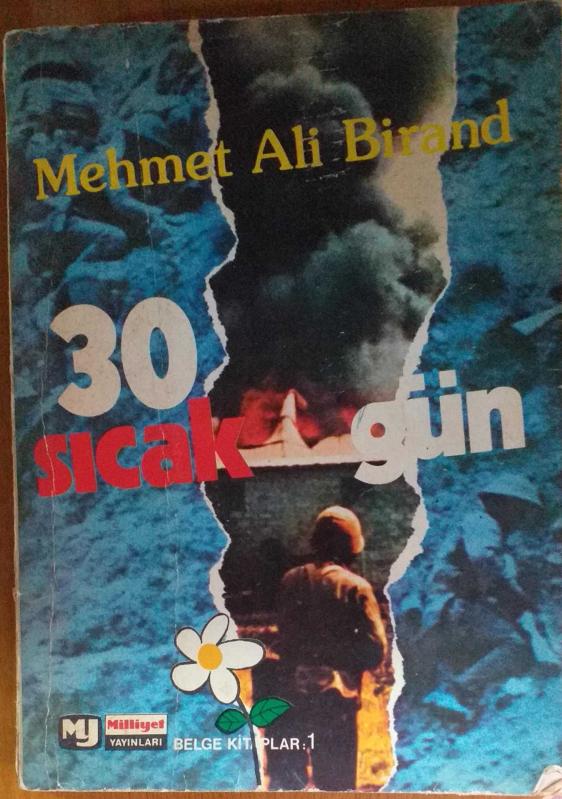 Mehmet Ali Birand
30
sıcak gün
MY Milliyet
YAYINLARI
BELGE KİTAPLAR:1